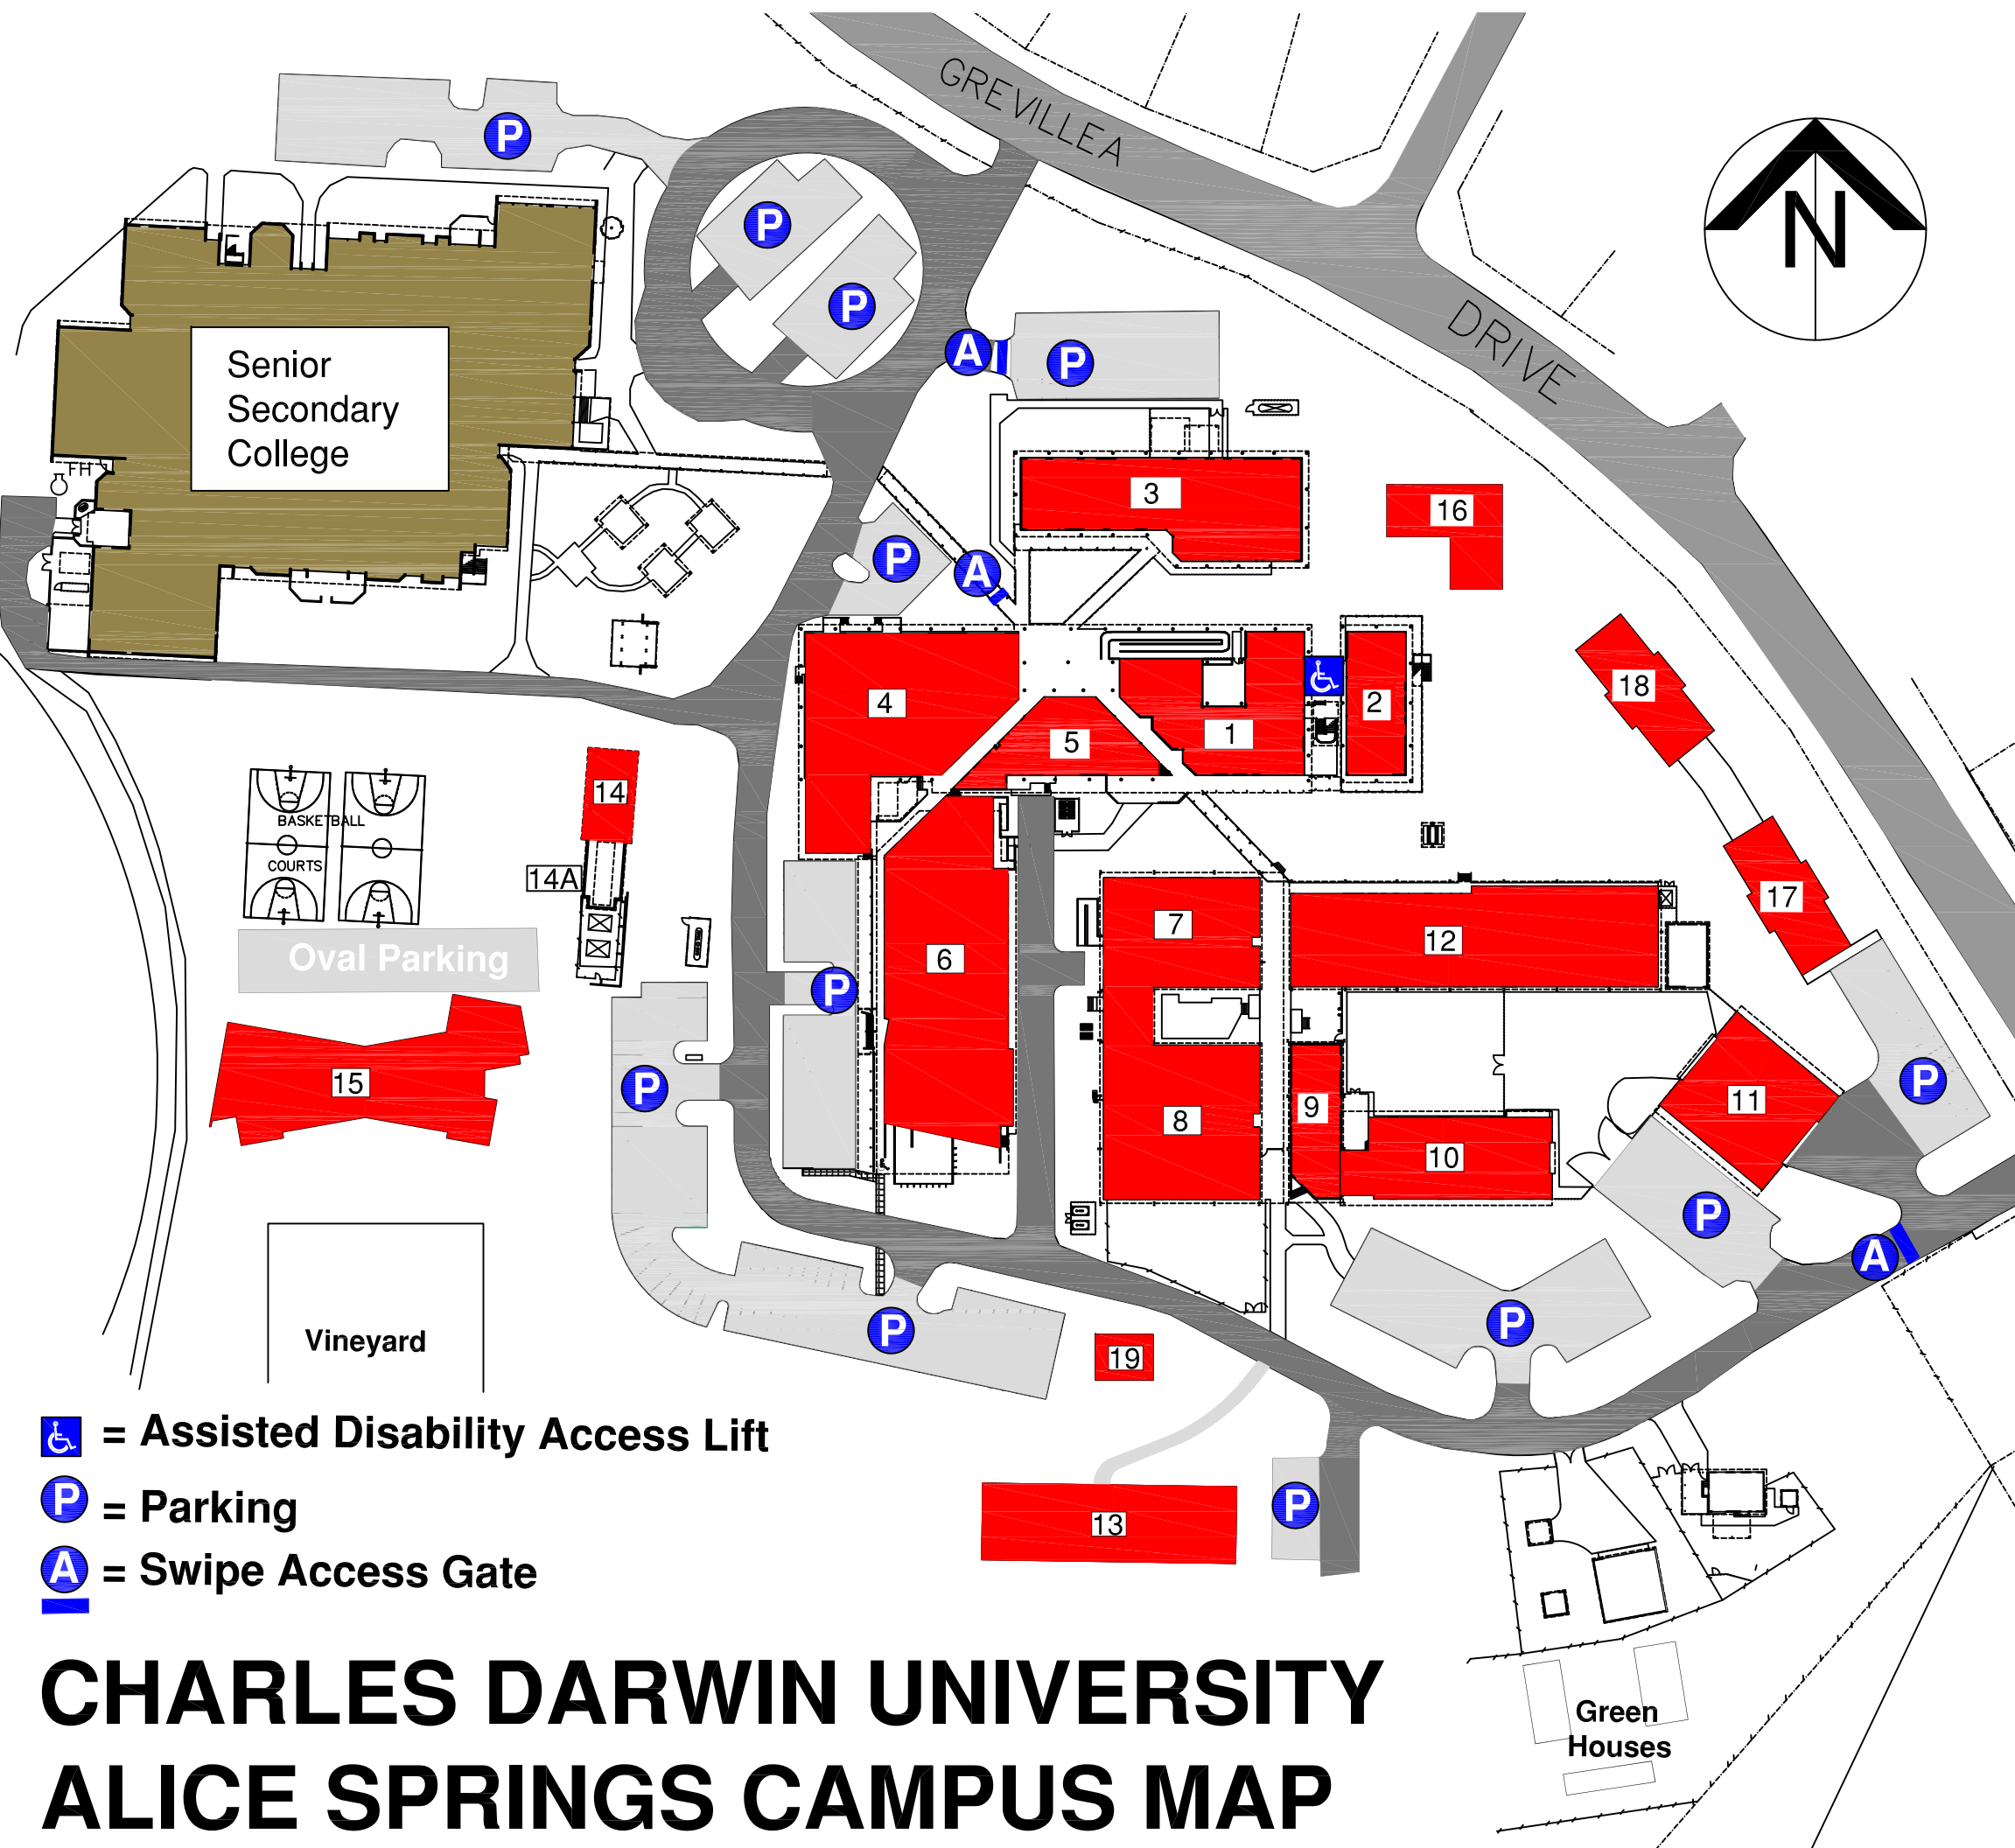 GREVILLEA
DRIVE
N
P
P
P
A
P
Senior
Secondary
College
FH
3
16
P
A
18
4
5
1
2
14
BASKETBALL
COURTS
14A
17
7
12
6
Oval Parking
P
15
P
8
9
10
11
P
P
A
Vineyard
P
P
19
13
P
= Assisted Disability Access Lift
P = Parking
A = Swipe Access Gate
CHARLES DARWIN UNIVERSITY
ALICE SPRINGS CAMPUS MAP
Green
Houses